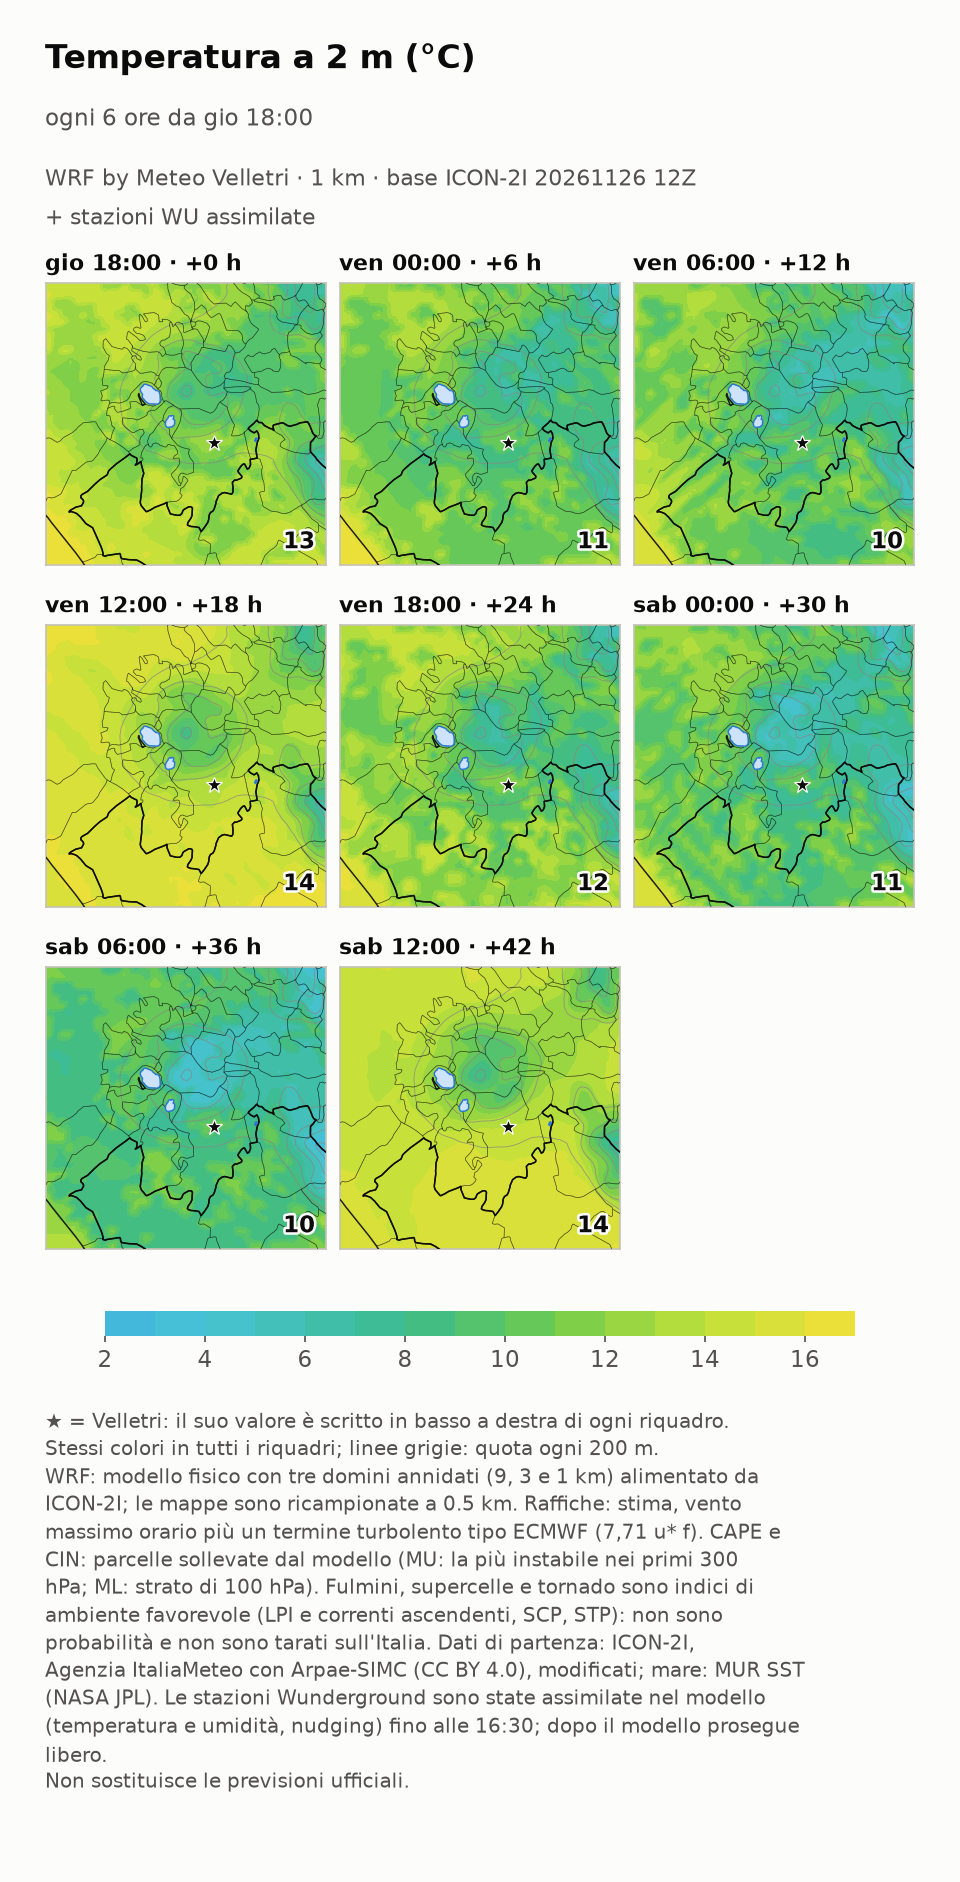 Temperatura a 2 m (°C)
ogni 6 ore da gio 18:00
WRF by Meteo Velletri · 1 km · base ICON-2I 20261126 12Z
+ stazioni WU assimilate
gio 18:00 · +0 h
ven 00:00 · +6 h
ven 06:00 · +12 h
13
11
10
ven 12:00 · +18 h
ven 18:00 · +24 h
sab 00:00 · +30 h
14
12
11
sab 06:00 · +36 h
sab 12:00 · +42 h
10
14
2 4 6 8 10 12 14 16
★ = Velletri: il suo valore è scritto in basso a destra di ogni riquadro.
Stessi colori in tutti i riquadri; linee grigie: quota ogni 200 m.
WRF: modello fisico con tre domini annidati (9, 3 e 1 km) alimentato da
ICON-2I; le mappe sono ricampionate a 0.5 km. Raffiche: stima, vento
massimo orario più un termine turbolento tipo ECMWF (7,71 u* f). CAPE e
CIN: parcelle sollevate dal modello (MU: la più instabile nei primi 300
hPa; ML: strato di 100 hPa). Fulmini, supercelle e tornado sono indici di
ambiente favorevole (LPI e correnti ascendenti, SCP, STP): non sono
probabilità e non sono tarati sull'Italia. Dati di partenza: ICON-2I,
Agenzia ItaliaMeteo con Arpae-SIMC (CC BY 4.0), modificati; mare: MUR SST
(NASA JPL). Le stazioni Wunderground sono state assimilate nel modello
(temperatura e umidità, nudging) fino alle 16:30; dopo il modello prosegue
libero.
Non sostituisce le previsioni ufficiali.